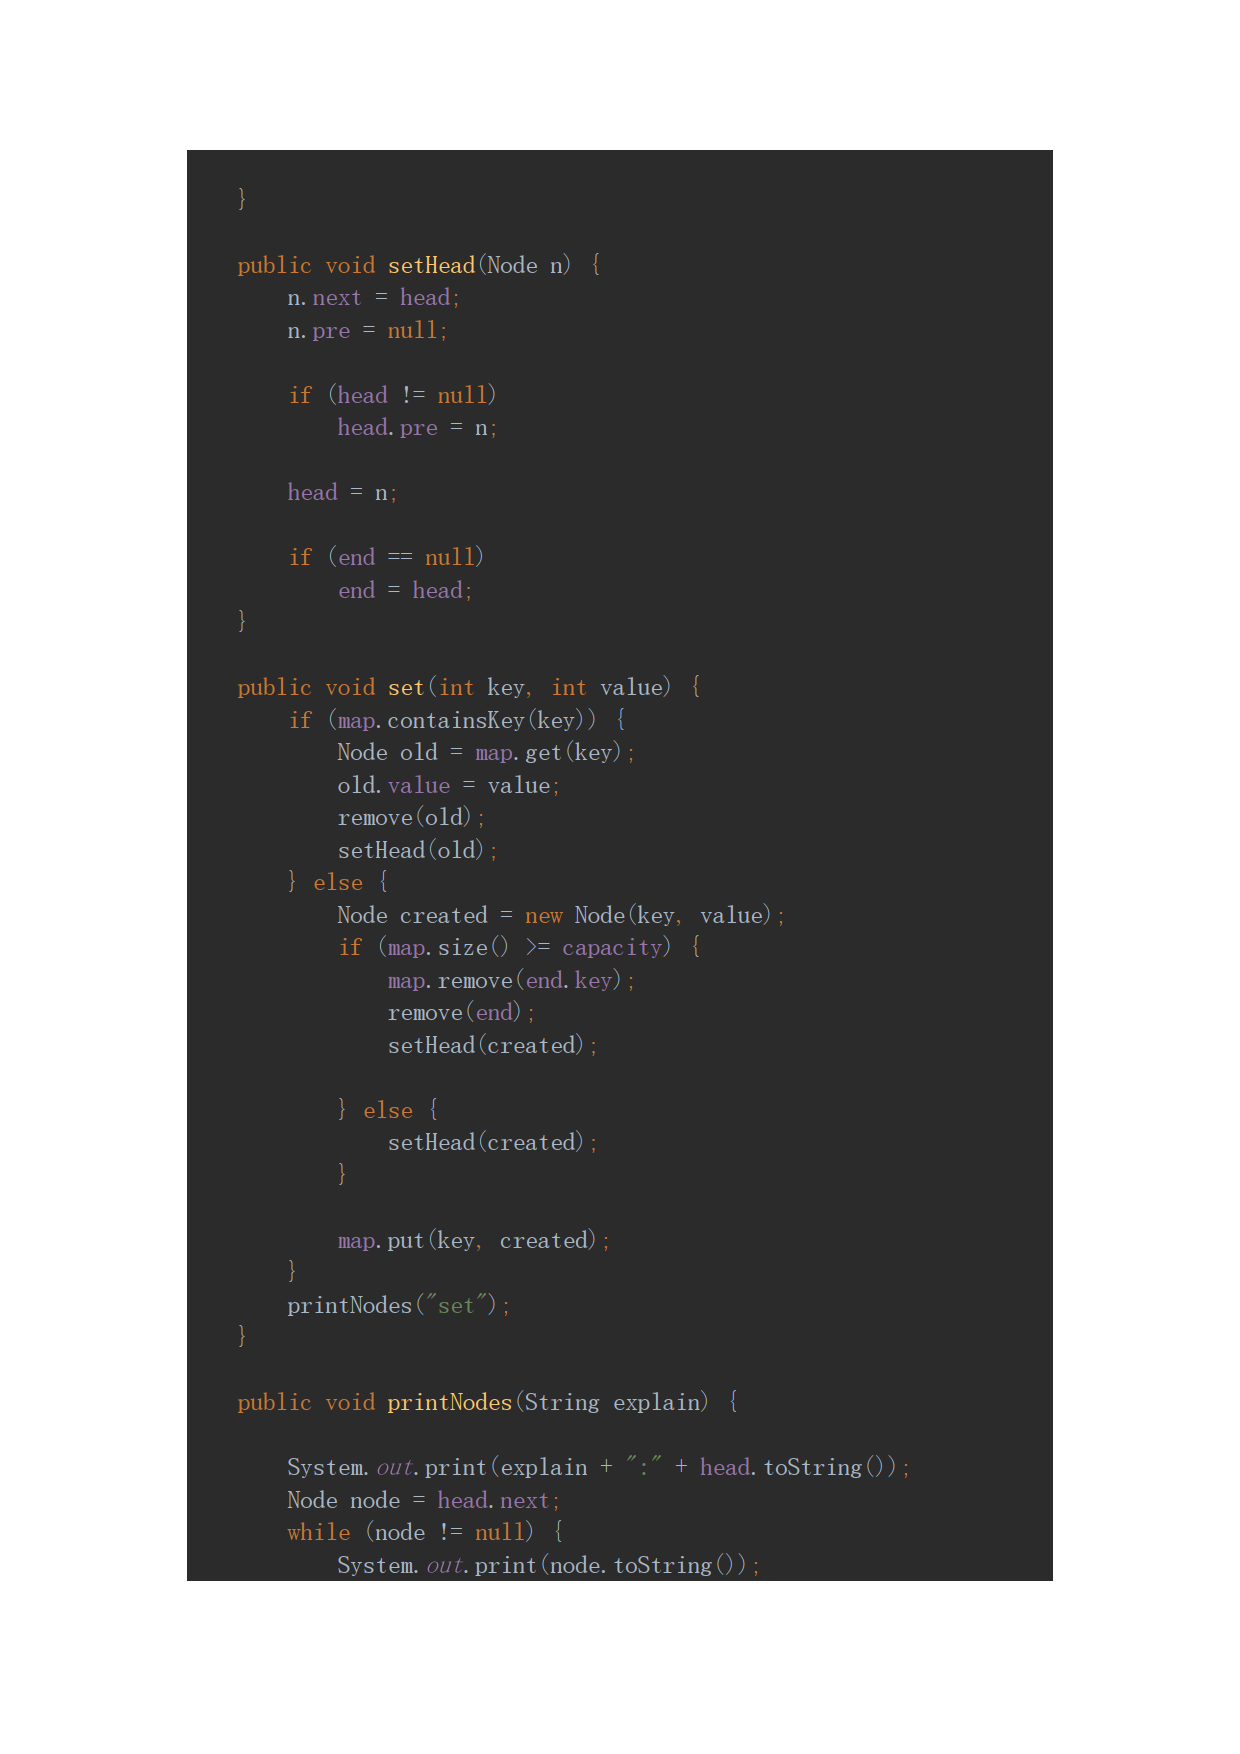 }
public void setHead(Node n) {
n.next = head;
n.pre = null;
if (head != null)
head.pre = n;
head = n;
if (end == null)
end = head;
}
public void set(int key, int value) {
if (map.containsKey(key)) {
Node old = map.get(key);
old.value = value;
remove(old);
setHead(old);
} else {
Node created = new Node(key, value);
if (map.size() >= capacity) {
map.remove(end.key);
remove(end);
setHead(created);
} else {
setHead(created);
}
map.put(key, created);
}
printNodes("set");
}
public void printNodes(String explain) {
System.out.print(explain + ":" + head.toString());
Node node = head.next;
while (node != null) {
System.out.print(node.toString());